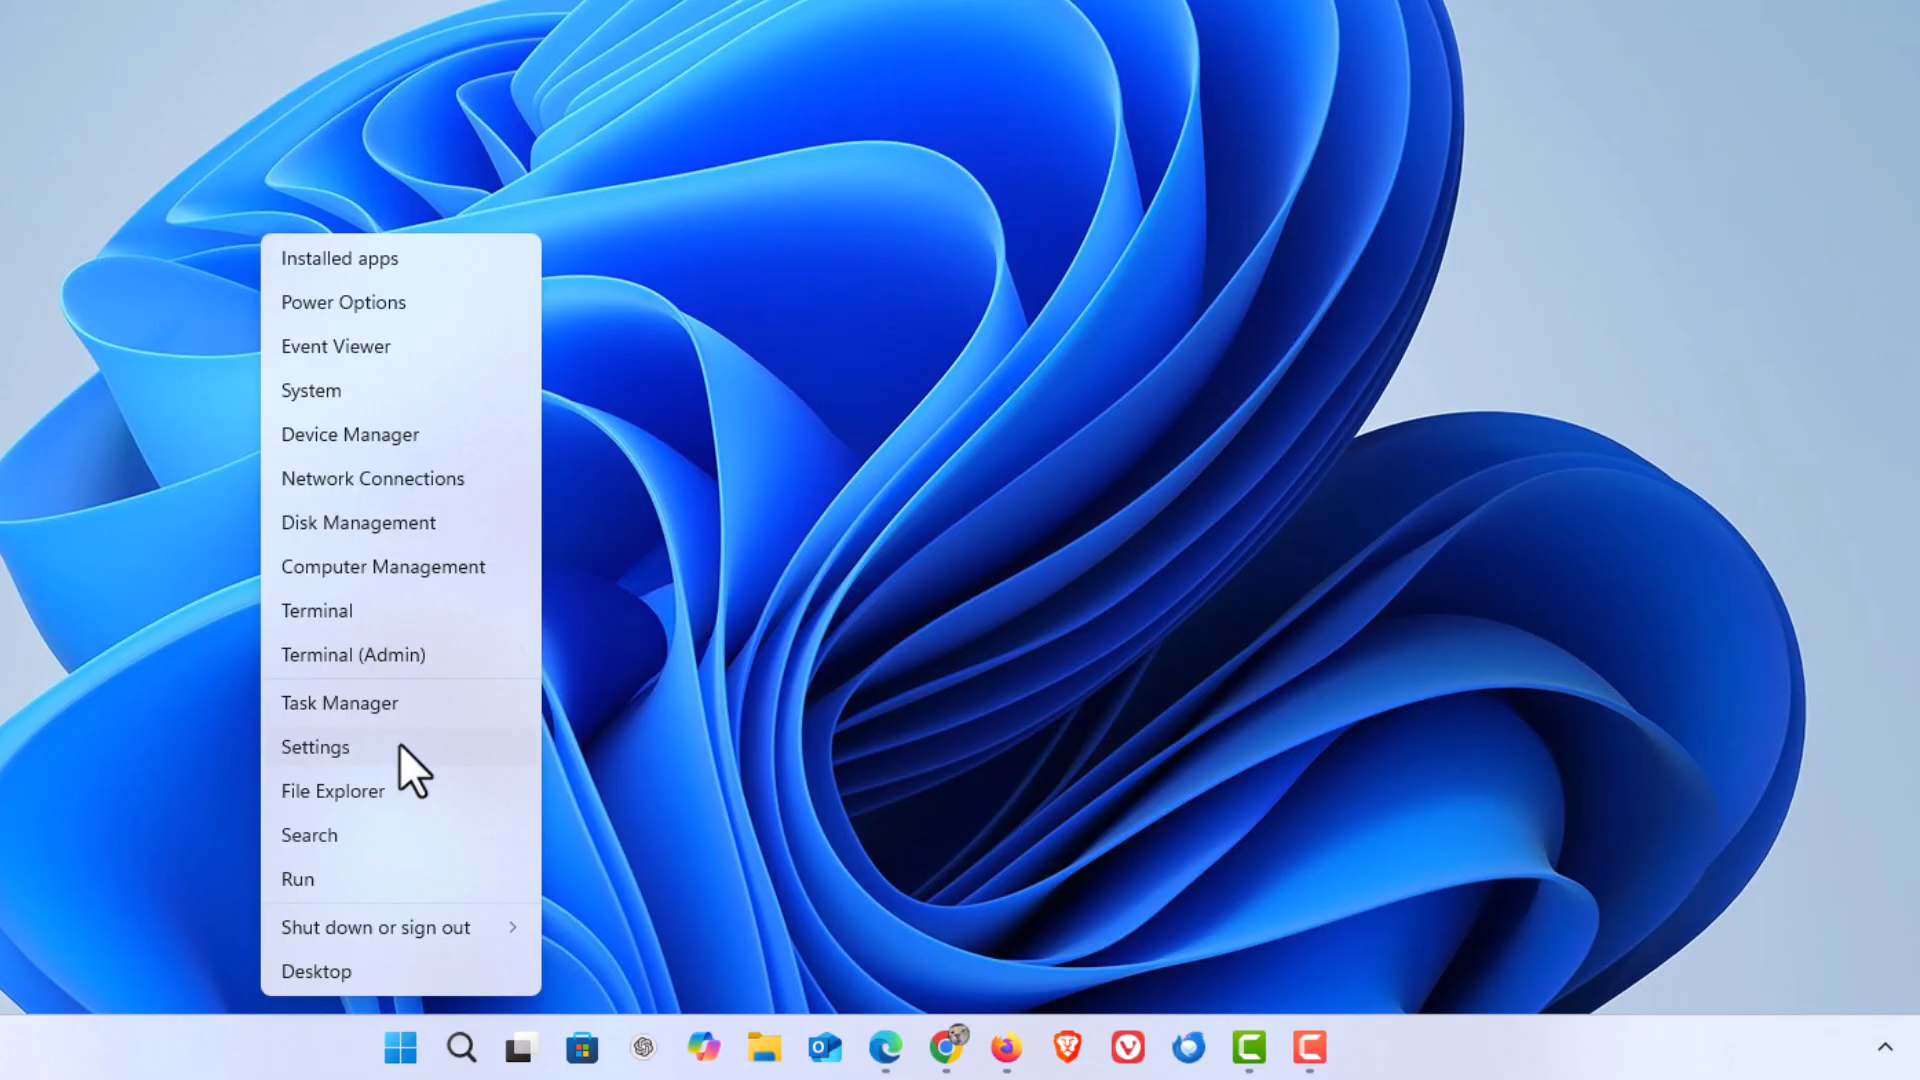 Installed apps
Power Options
Event Viewer
System
Device Manager
Network Connections
Disk Management
Computer Management
Terminal
Terminal (Admin)
Task Manager
Settings
File Explorer
Search
Run
Shut down or sign out
Desktop